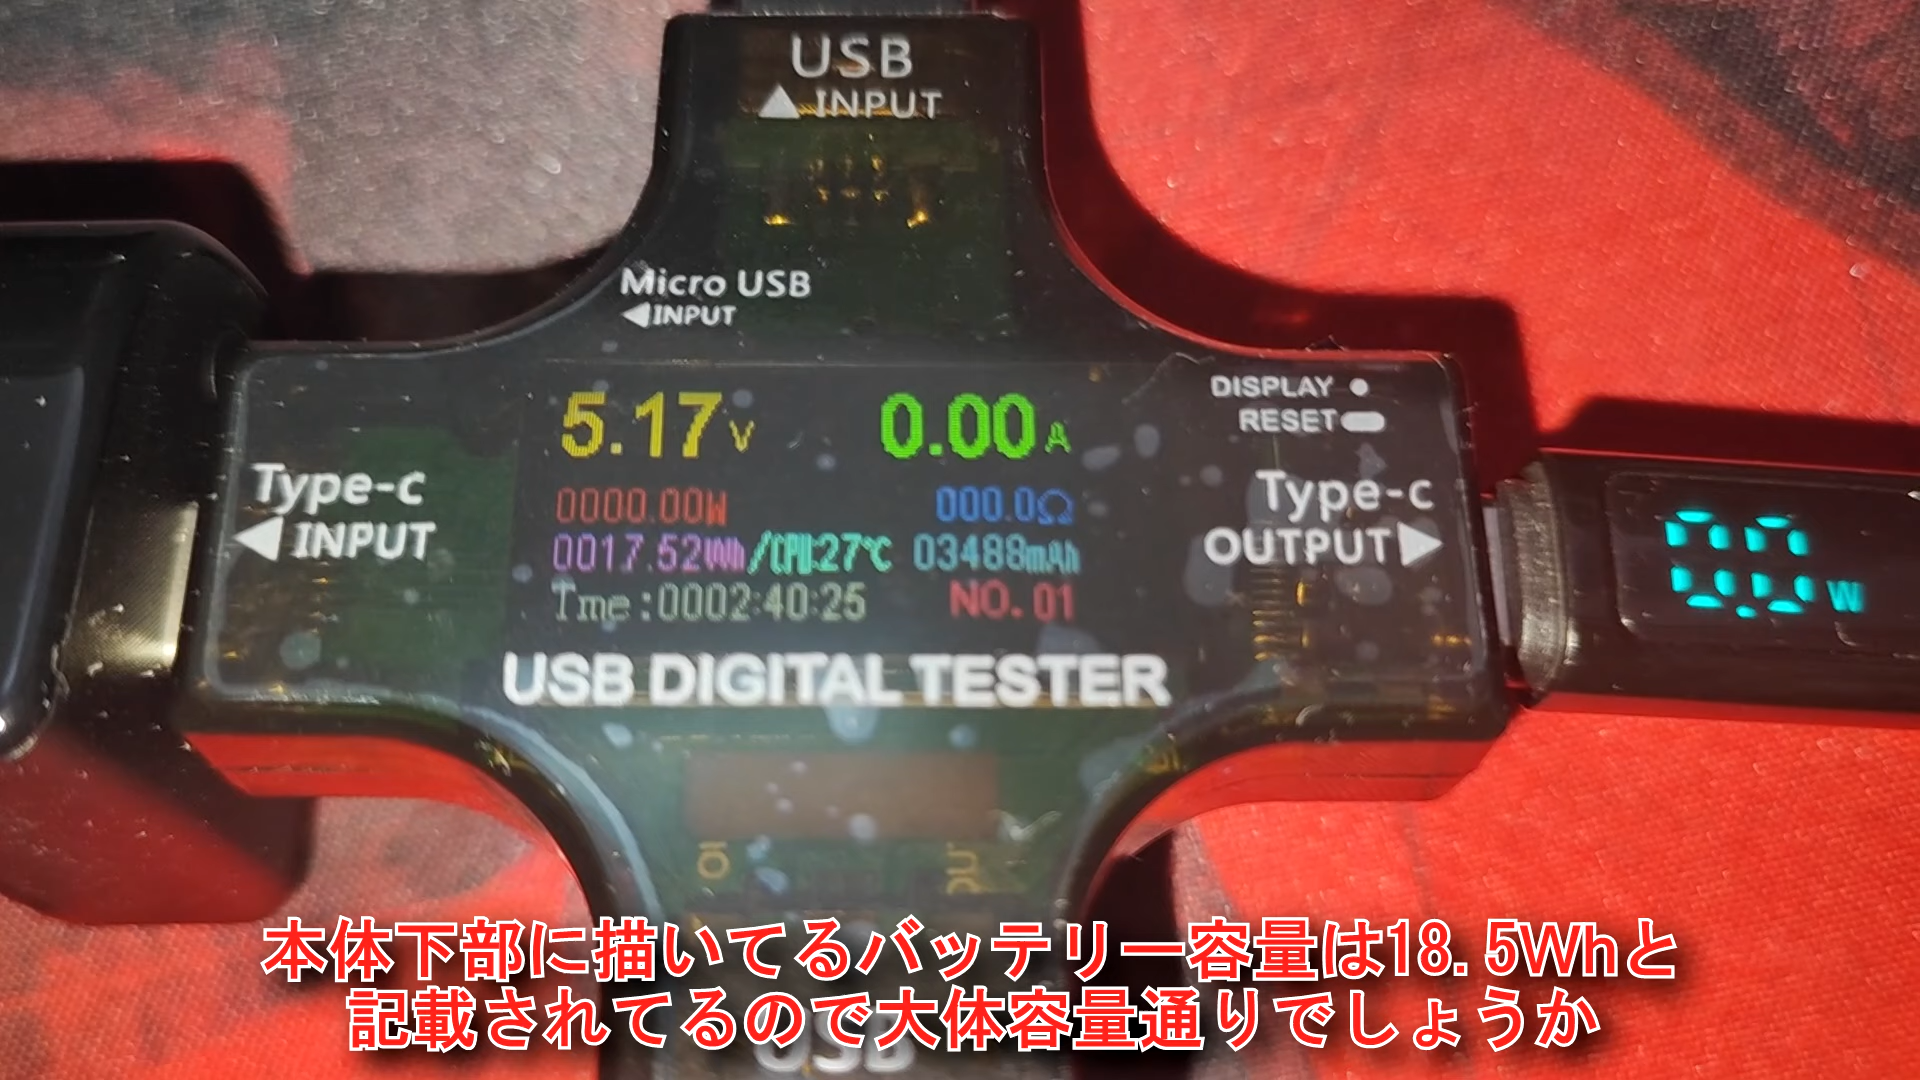 USB
▲INPUT
Micro USB
◀INPUT
DISPLAY ●
RESET
5.17V
0.00A
0000.00W
000.0Ω
0017.52Wh/CPU:27℃
03488mAh
Tme:0002:40:25
NO.01
Type-c
◀INPUT
Type-c
OUTPUT▶
0.0W
USB DIGITAL TESTER
本体下部に描いてるバッテリー容量は18.5Whと
記載されてるので大体容量通りでしょうか
USB